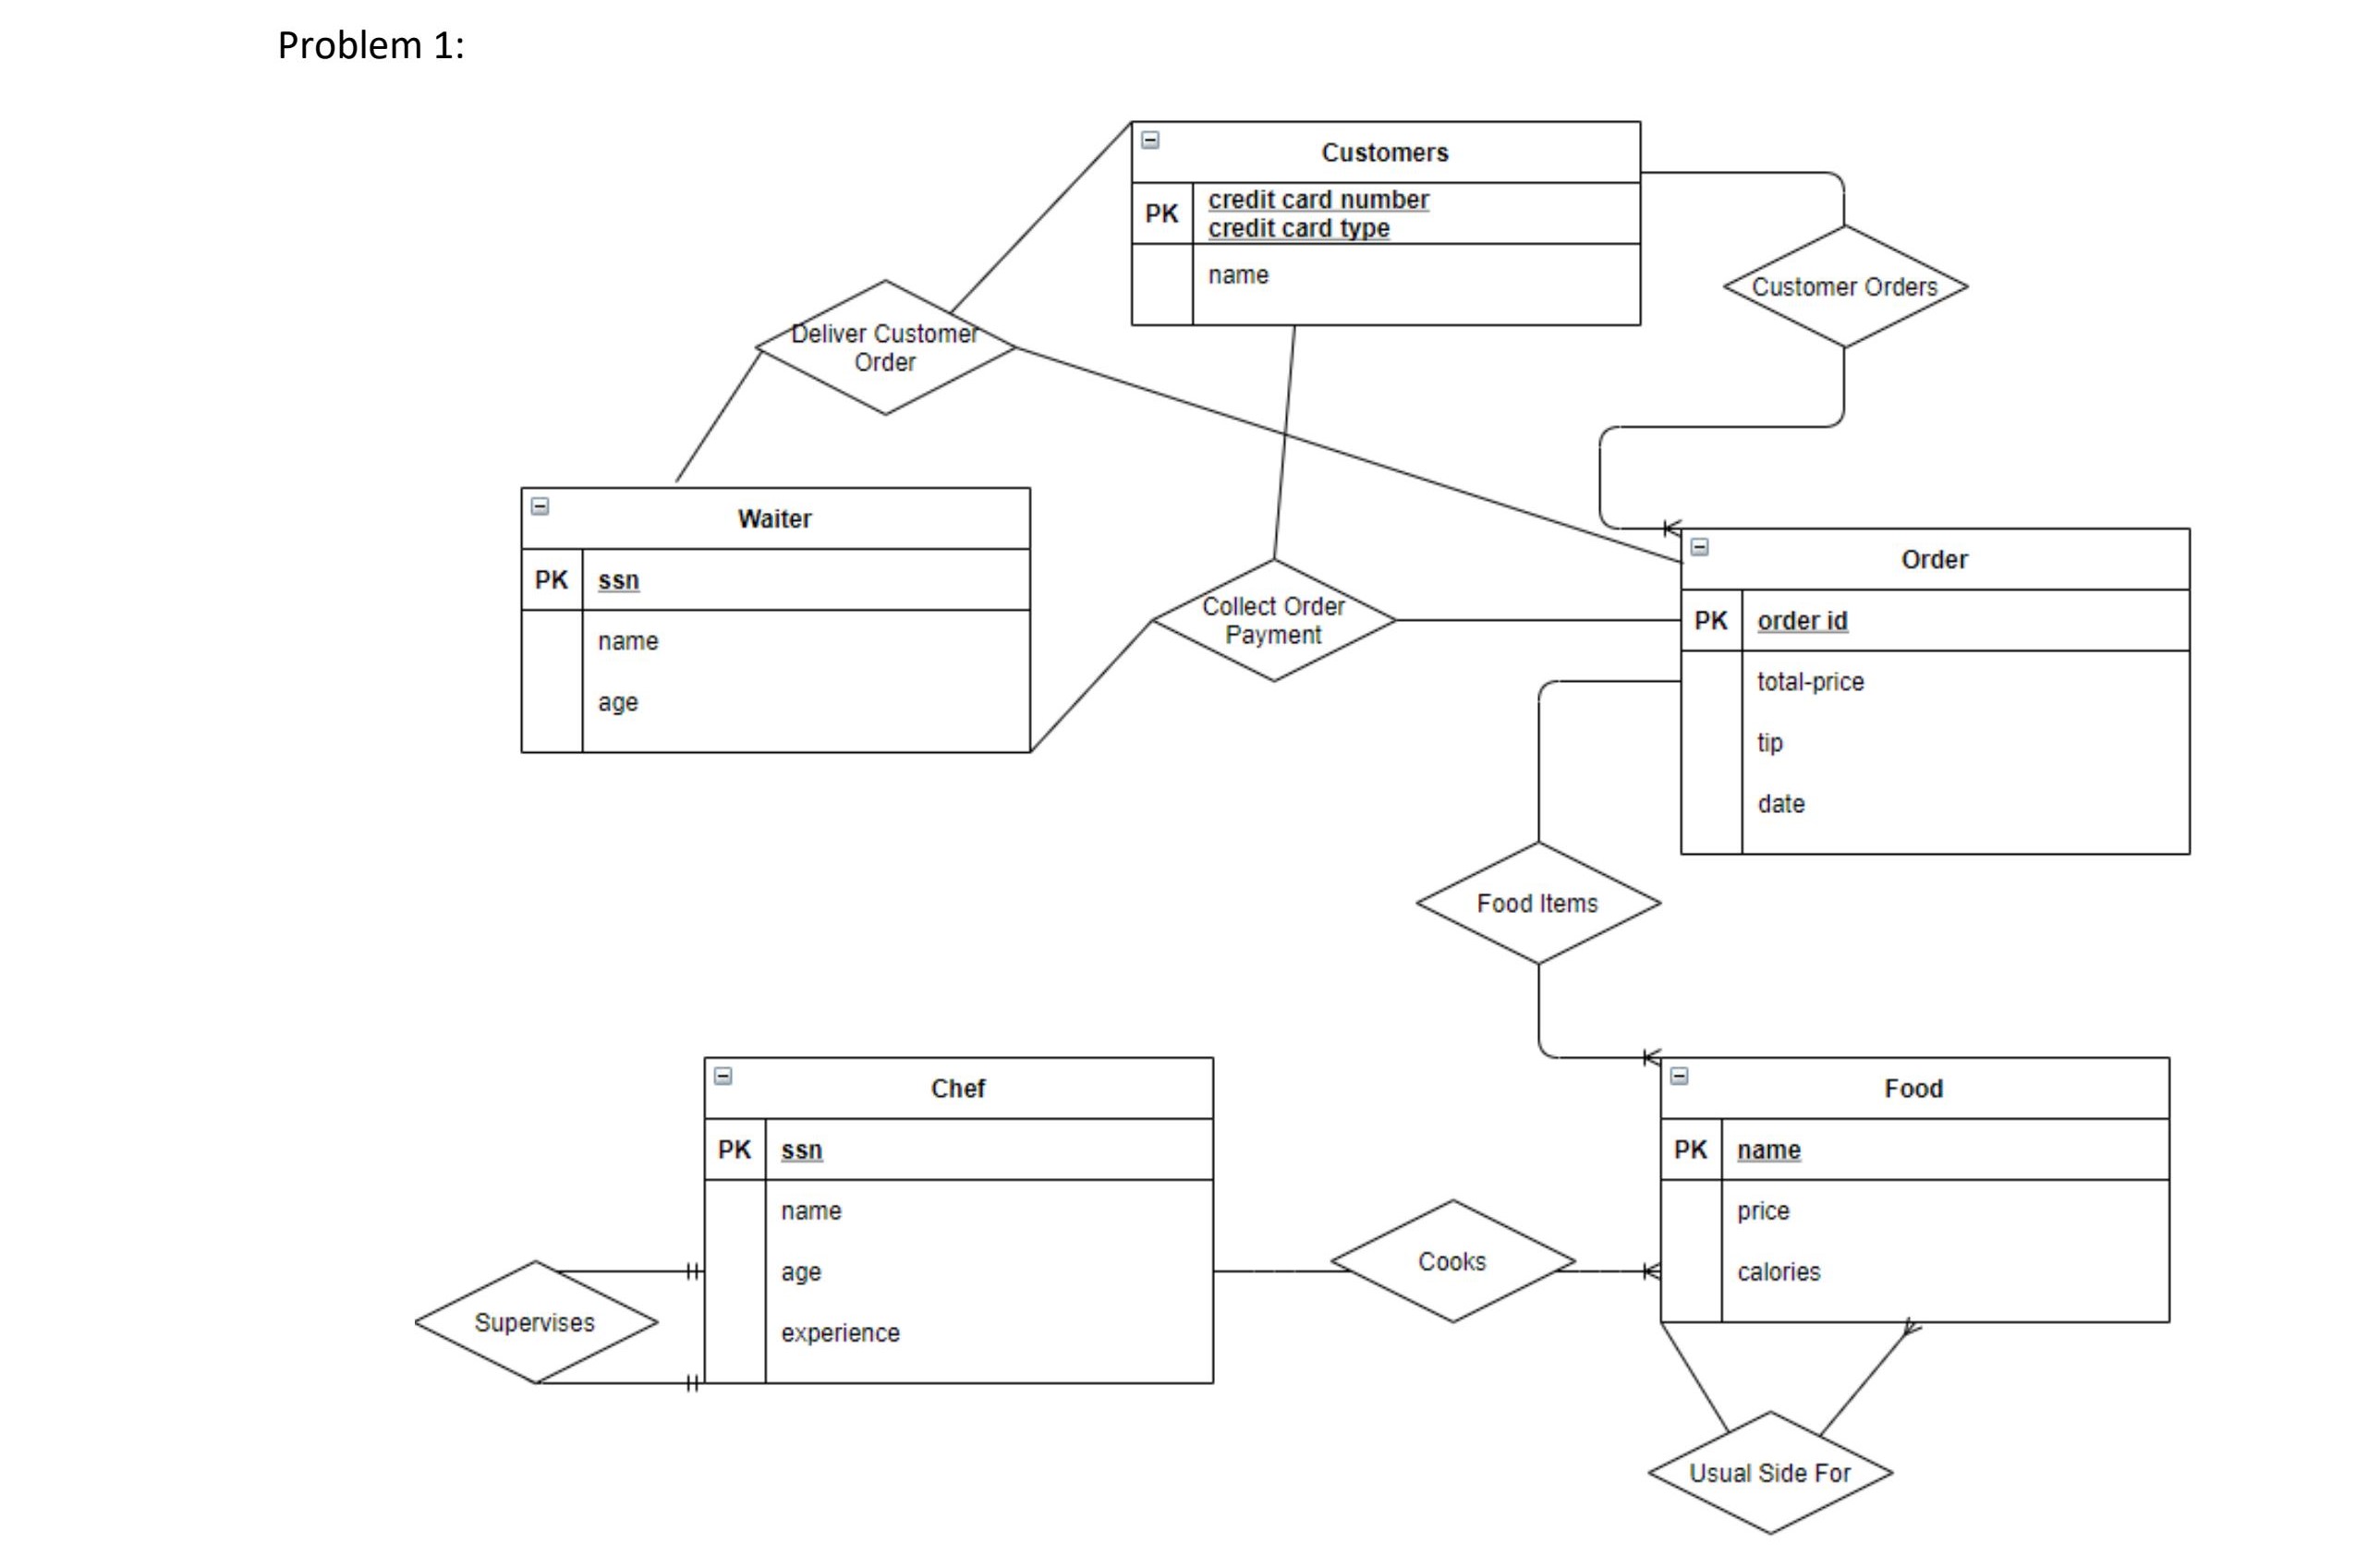 Problem 1:
Customers
PK
credit card number
credit card type
name
Customer Orders
Deliver Customer
Order
Waiter
PK
ssn
name
age
Collect Order
Payment
Order
PK
order id
total-price
tip
date
Food Items
Chef
PK
ssn
name
age
experience
Supervises
Cooks
Food
PK
name
price
calories
Usual Side For